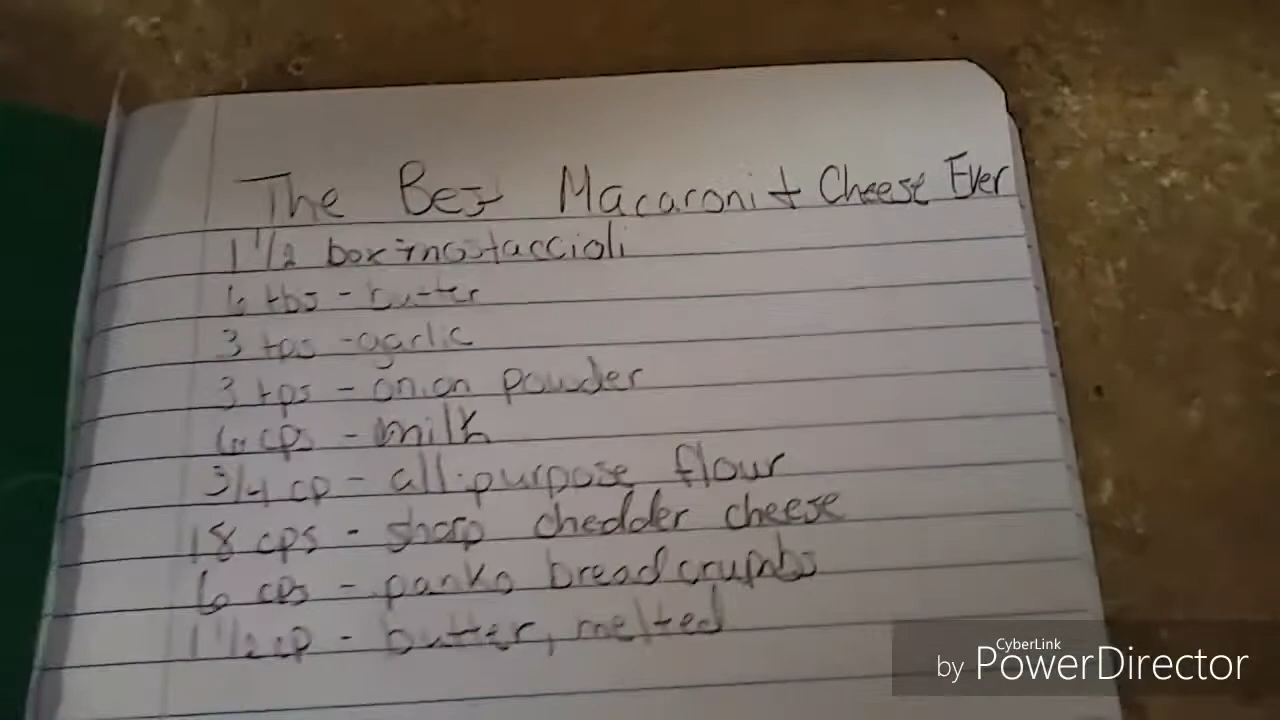 The Best Macaroni + Cheese Ever
1 1/2 box mostaccioli
6 tbs - butter
3 tps - garlic
3 tps - onion powder
6 cps - milk
3/4 cp - all-purpose flour
18 cps - sharp chedder cheese
6 cps - panko breadcrumbs
1 1/2 cp - butter, melted
CyberLink
by PowerDirector